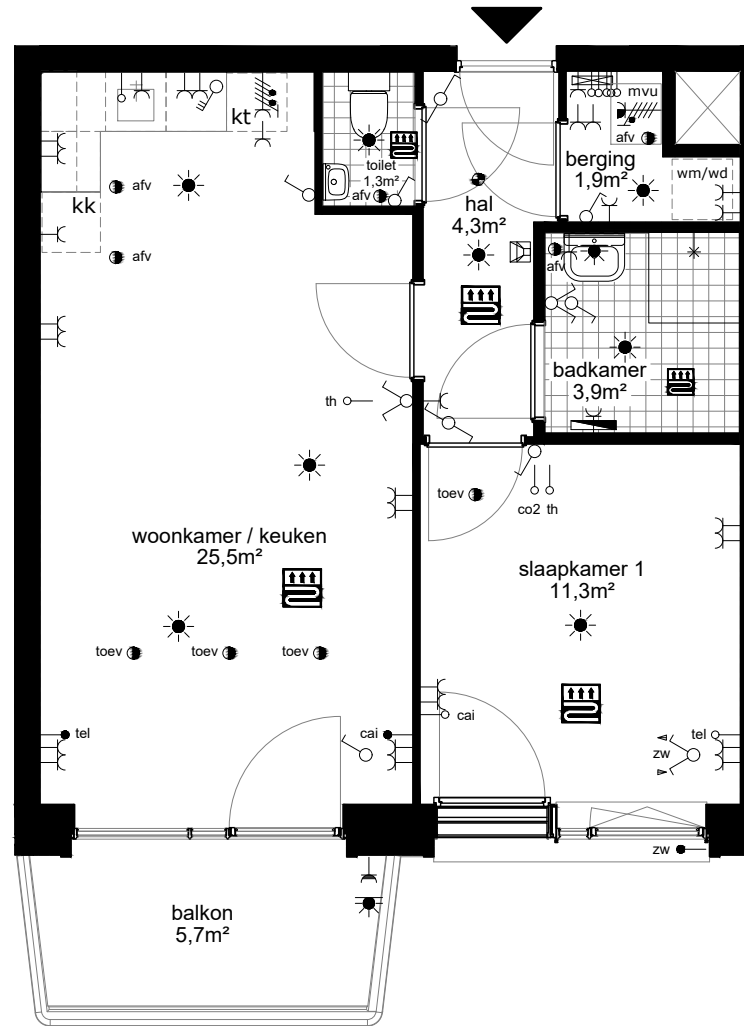 mvu
kt
afv
toilet
1,3m²
afv
berging
1,9m²
wm/wd
afv
kk
hal
4,3m²
afv
afv
badkamer
3,9m²
th
toev
co2 th
woonkamer / keuken
25,5m²
slaapkamer 1
11,3m²
toev
toev
toev
tel
cai
cai
tel
zw
zw
balkon
5,7m²